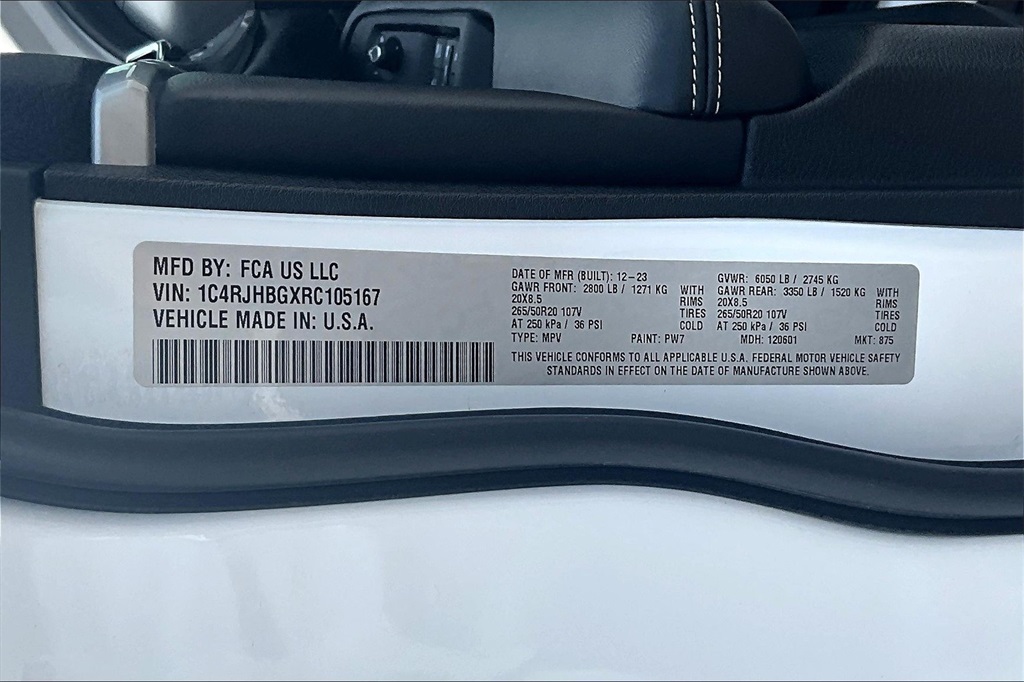 MFD BY: FCA US LLC
VIN: 1C4RJHBGXRC105167
VEHICLE MADE IN: U.S.A.
DATE OF MFR (BUILT): 12-23
GAWR FRONT: 2800 LB / 1271 KG WITH
20X8.5 RIMS
265/50R20 107V TIRES
AT 250 kPa / 36 PSI COLD
GVWR: 6050 LB / 2745 KG
GAWR REAR: 3350 LB / 1520 KG WITH
20X8.5 RIMS
265/50R20 107V TIRES
AT 250 kPa / 36 PSI COLD
TYPE: MPV PAINT: PW7 MDH: 120601 MKT: 875
THIS VEHICLE CONFORMS TO ALL APPLICABLE U.S.A. FEDERAL MOTOR VEHICLE SAFETY
STANDARDS IN EFFECT ON THE DATE OF MANUFACTURE SHOWN ABOVE.